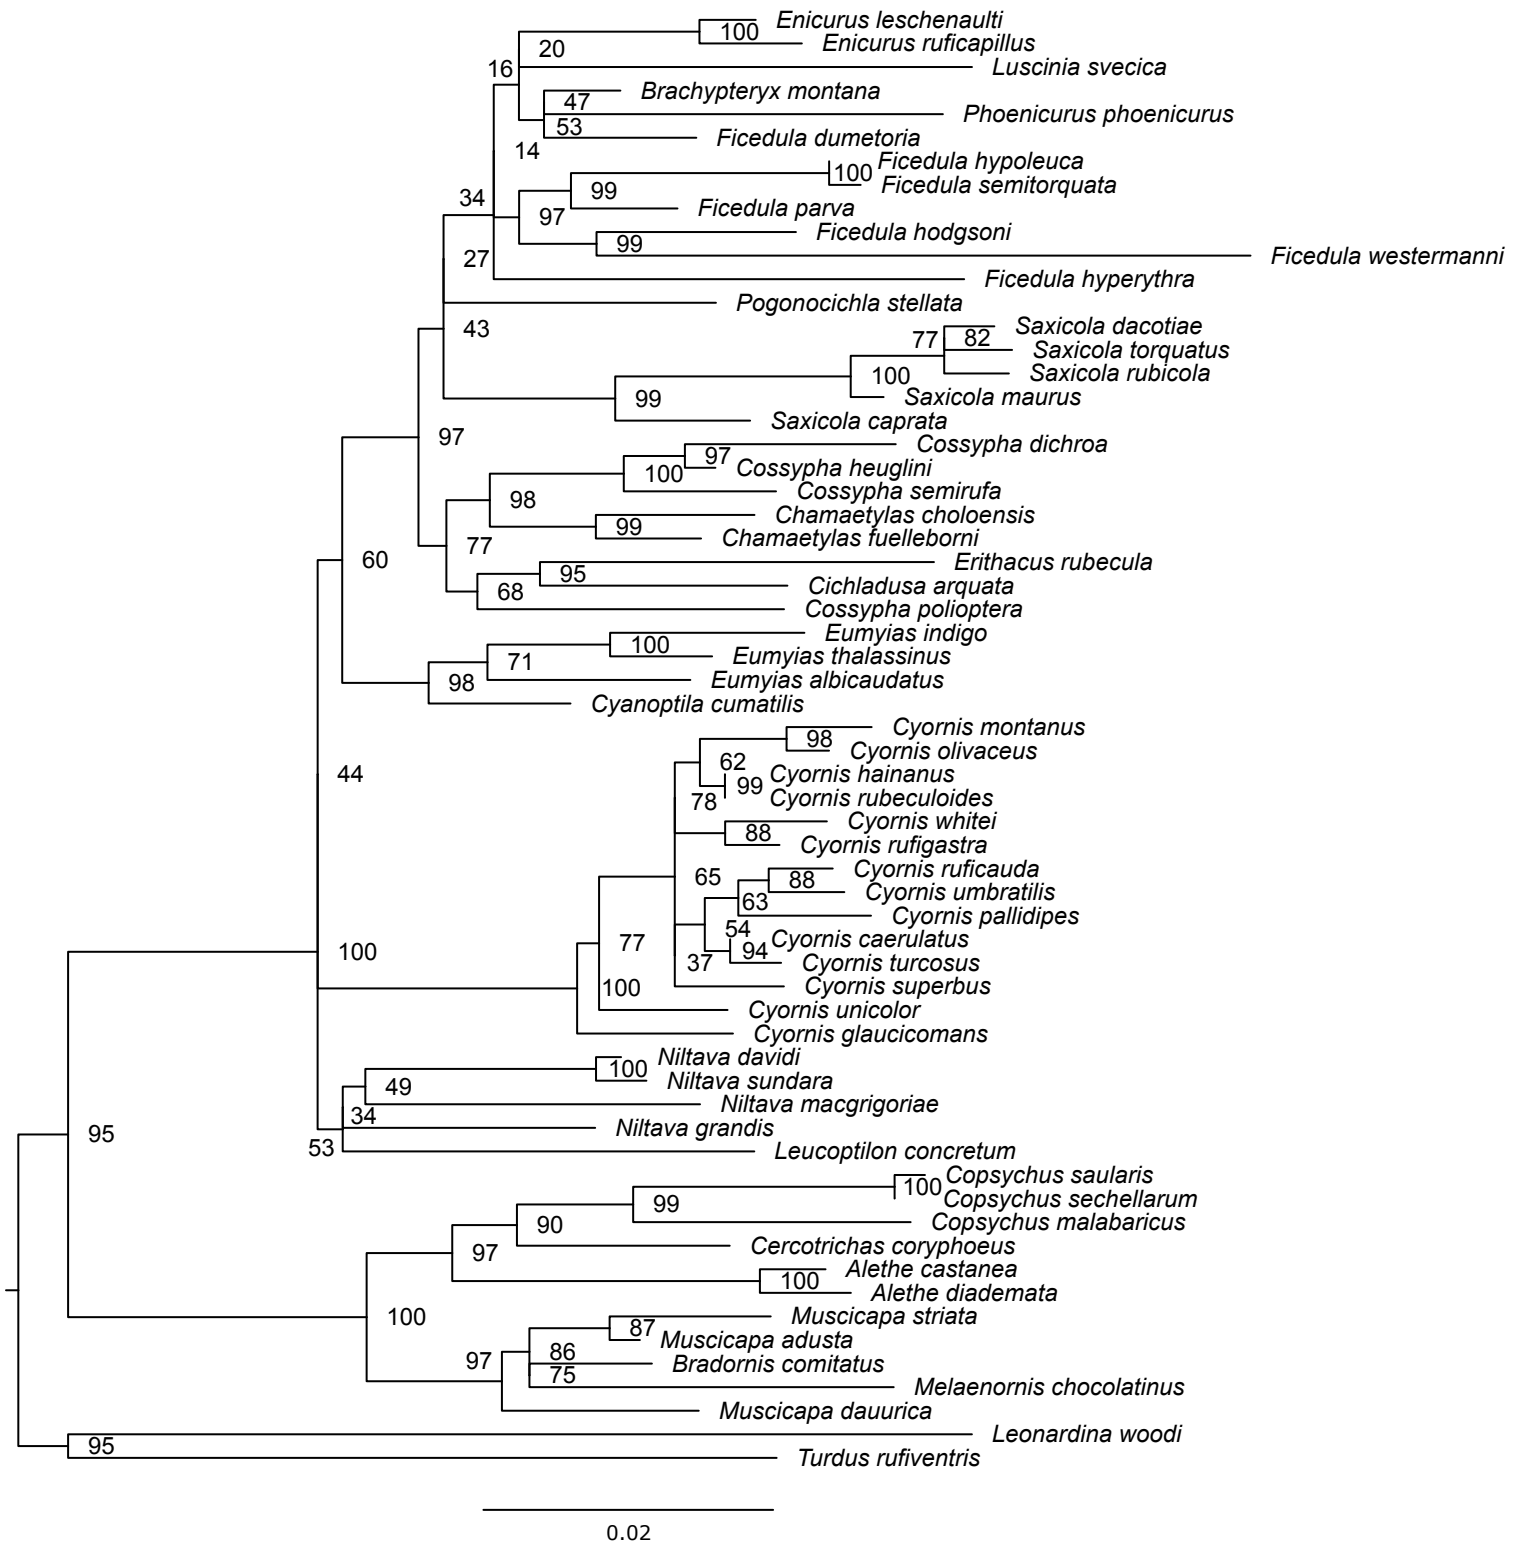 Enicurus leschenaulti
100
Enicurus ruficapillus
20
Luscinia svecica
16
Brachypteryx montana
47
Phoenicurus phoenicurus
53
Ficedula dumetoria
14
Ficedula hypoleuca
100
Ficedula semitorquata
99
34
Ficedula parva
97
Ficedula hodgsoni
99
Ficedula westermanni
27
Ficedula hyperythra
Pogonocichla stellata
43
Saxicola dacotiae
77
82
Saxicola torquatus
Saxicola rubicola
100
Saxicola maurus
99
Saxicola caprata
97
Cossypha dichroa
97
Cossypha heuglini
100
Cossypha semirufa
98
Chamaetylas choloensis
99
Chamaetylas fuelleborni
77
60
Erithacus rubecula
95
Cichladusa arquata
68
Cossypha polioptera
Eumyias indigo
100
Eumyias thalassinus
71
Eumyias albicaudatus
98
Cyanoptila cumatilis
Cyornis montanus
98
Cyornis olivaceus
62
44
Cyornis hainanus
99
Cyornis rubeculoides
78
Cyornis whitei
88
Cyornis rufigastra
Cyornis ruficauda
65
88
Cyornis umbratilis
63
Cyornis pallidipes
54
Cyornis caerulatus
77
94
100
Cyornis turcosus
37
Cyornis superbus
100
Cyornis unicolor
Cyornis glaucicomans
Niltava davidi
100
Niltava sundara
49
Niltava macgrigoriae
34
Niltava grandis
95
53
Leucoptilon concretum
Copsychus saularis
100
Copsychus sechellarum
99
Copsychus malabaricus
90
Cercotrichas coryphoeus
97
Alethe castanea
100
Alethe diademata
100
Muscicapa striata
87
Muscicapa adusta
86
97
Bradornis comitatus
75
Melaenornis chocolatinus
Muscicapa dauurica
Leonardina woodi
95
Turdus rufiventris
0.02